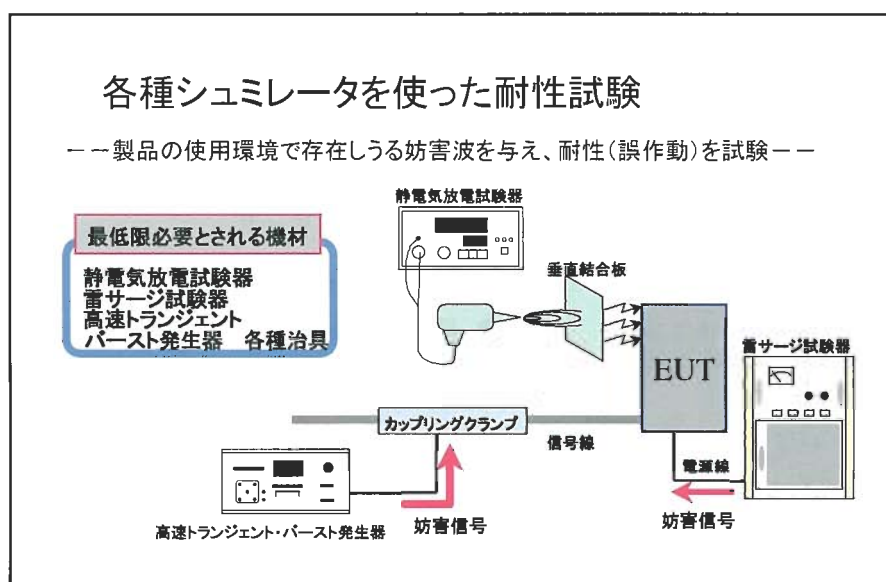 各種シュミレータを使った耐性試験
ーー製品の使用環境で存在しうる妨害波を与え、耐性（誤作動）を試験ーー
静電気放電試験器
最低限必要とされる機材
静電気放電試験器
雷サージ試験器
高速トランジェント
バースト発生器　各種治具
垂直結合板
EUT
雷サージ試験器
カップリングクランプ
信号線
電源線
高速トランジェント・バースト発生器
妨害信号
妨害信号